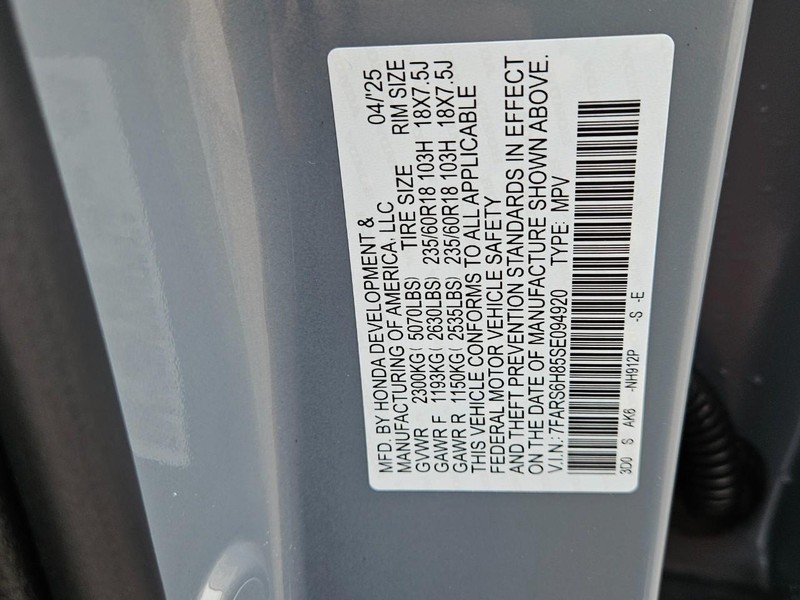 MFD. BY HONDA DEVELOPMENT & 04/'25
MANUFACTURING OF AMERICA, LLC
TIRE SIZE RIM SIZE
GVWR 2300KG( 5070LBS)
GAWR F 1193KG( 2630LBS) 235/60R18 103H 18X7.5J
GAWR R 1150KG( 2535LBS) 235/60R18 103H 18X7.5J
THIS VEHICLE CONFORMS TO ALL APPLICABLE
FEDERAL MOTOR VEHICLE SAFETY
AND THEFT PREVENTION STANDARDS IN EFFECT
ON THE DATE OF MANUFACTURE SHOWN ABOVE.
V.I.N.:7FARS6H85SE094920 TYPE: MPV
3D0 S AK6 -NH912P -S -E